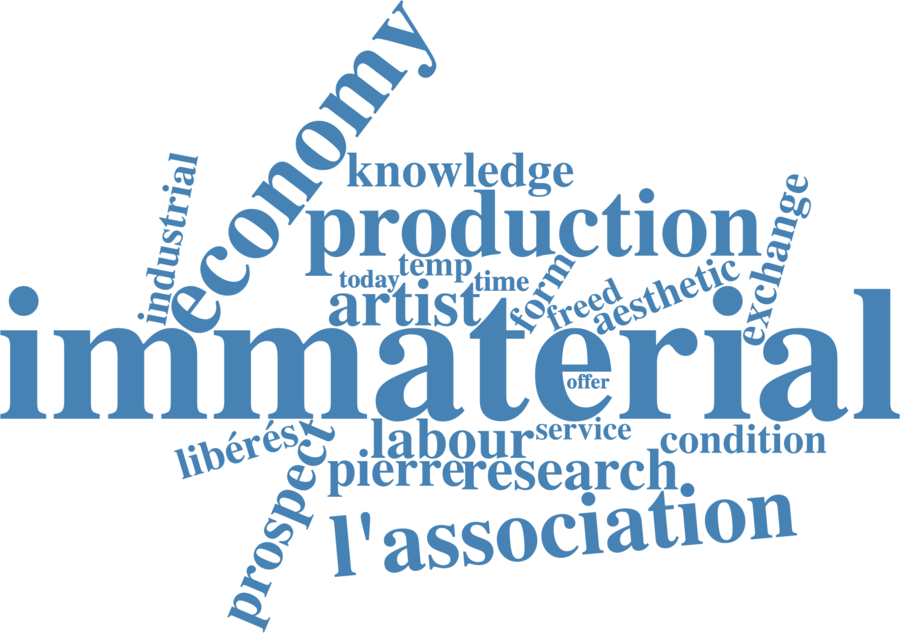 economy
knowledge
industrial
production
exchange
temp
today
time
form
artist
freed
aesthetic
immaterial
offer
libérés
prospect
labour
service
condition
pierre
research
l'association